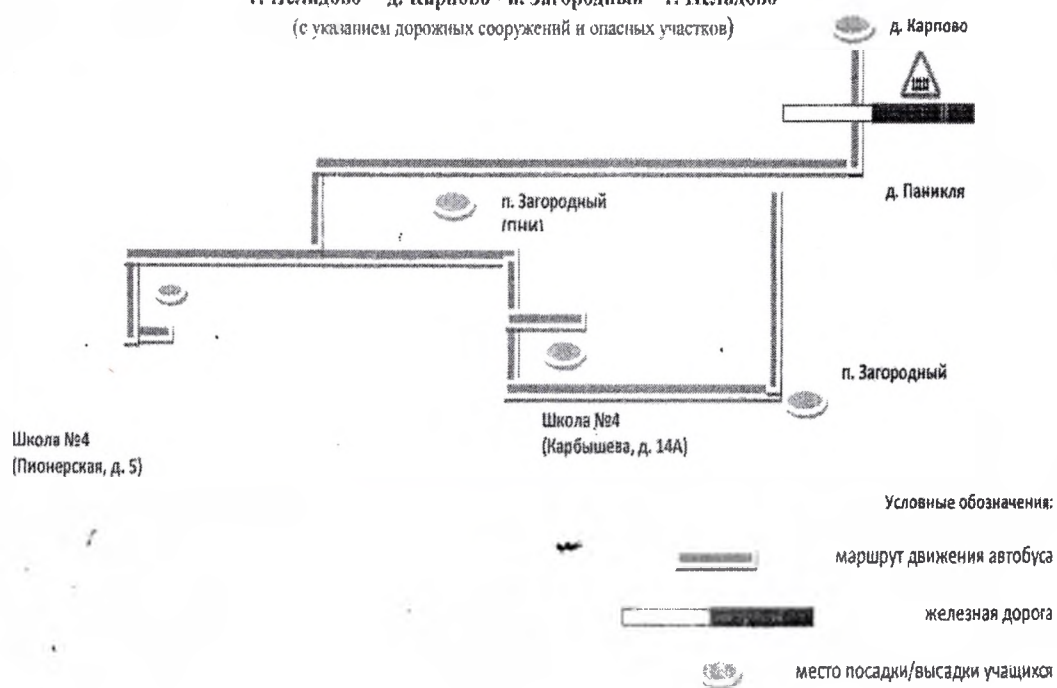 (с указанием дорожных сооружений и опасных участков)
д. Карпово
д. Паникля
п. Загородный
(ПНИ)
п. Загородный
Школа №4
(Карбышева, д. 14А)
Школа №4
(Пионерская, д. 5)
Условные обозначения:
маршрут движения автобуса
железная дорога
место посадки/высадки учащихся